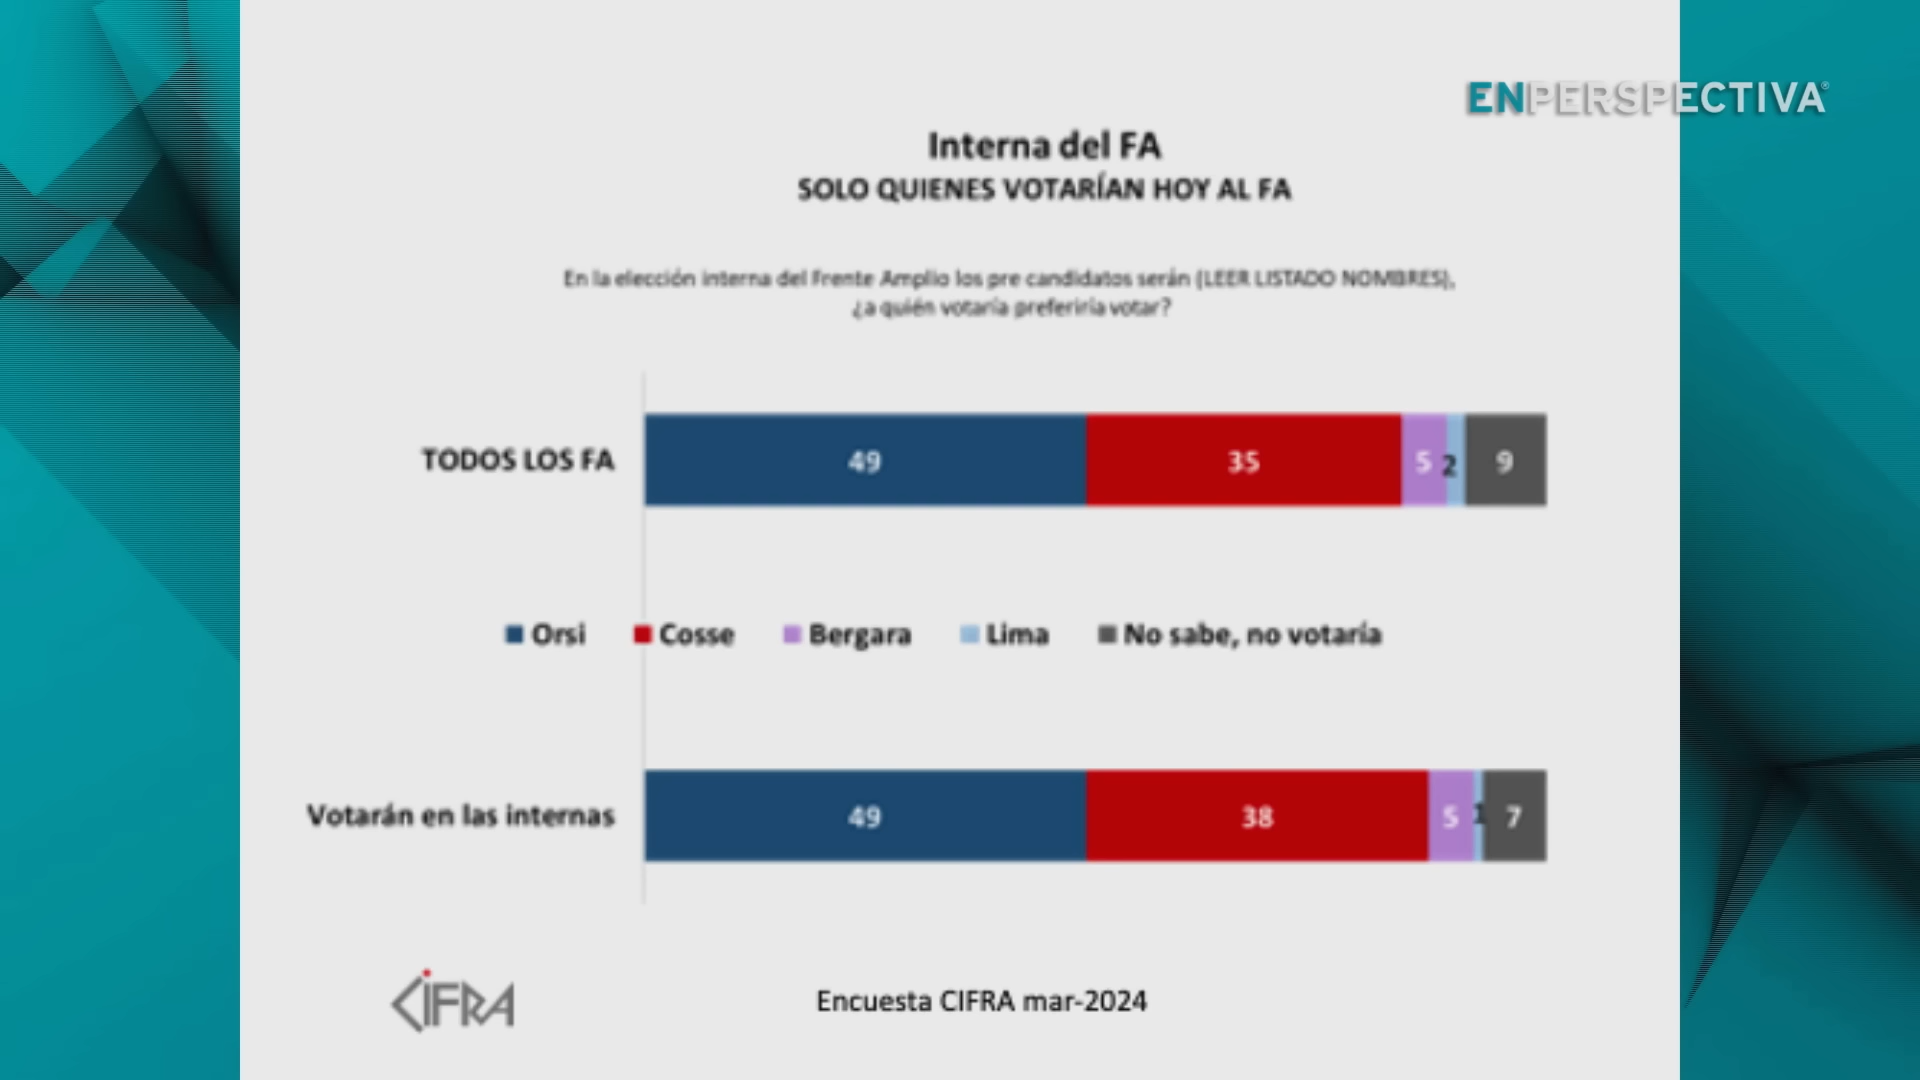 ENPERSPECTIVA®
Interna del FA
SOLO QUIENES VOTARÍAN HOY AL FA
En la elección interna del Frente Amplio los pre candidatos serán (LEER LISTADO NOMBRES),
¿a quién votaría preferiría votar?
TODOS LOS FA 49 35 5 2 9
Orsi Cosse Bergara Lima No sabe, no votaría
Votarán en las internas 49 38 5 1 7
CIFRA Encuesta CIFRA mar-2024